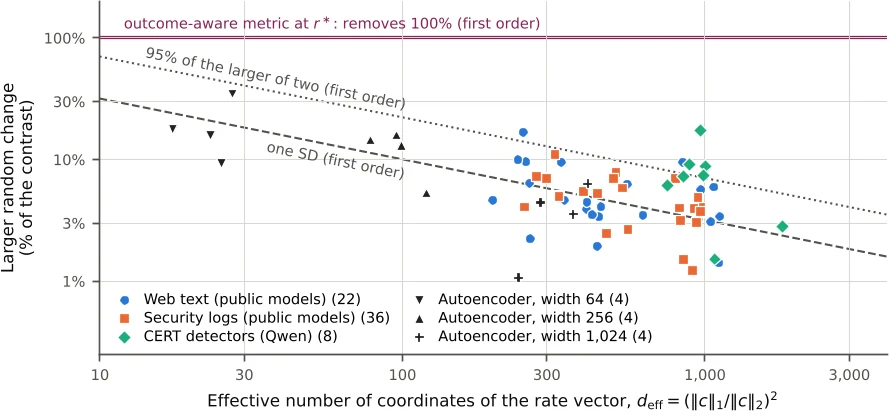 outcome-aware metric at r*: removes 100% (first order)
100%
95% of the larger of two (first order)
30%
one SD (first order)
10%
3%
1%
Larger random change
(% of the contrast)
Web text (public models) (22)
Security logs (public models) (36)
CERT detectors (Qwen) (8)
Autoencoder, width 64 (4)
Autoencoder, width 256 (4)
Autoencoder, width 1,024 (4)
10 30 100 300 1,000 3,000
Effective number of coordinates of the rate vector, d_eff = (‖c‖₁/‖c‖₂)²